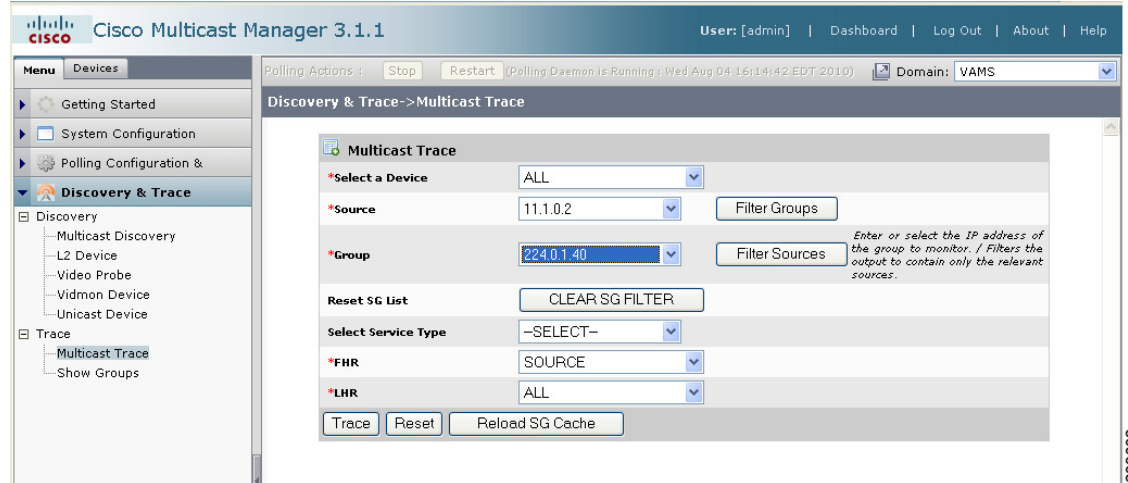 CISCO Cisco Multicast Manager 3.1.1 User: [admin] | Dashboard | Log Out | About | Help
Menu Devices
Polling Actions : Stop Restart (Polling Daemon is Running : Wed Aug 04 16:14:42 EDT 2010) Domain: VAMS
Getting Started
System Configuration
Polling Configuration &
Discovery & Trace
Discovery
Multicast Discovery
L2 Device
Video Probe
Vidmon Device
Unicast Device
Trace
Multicast Trace
Show Groups
Discovery & Trace->Multicast Trace
Multicast Trace
*Select a Device ALL
*Source 11.1.0.2 Filter Groups
*Group 224.0.1.40 Filter Sources
Enter or select the IP address of
the group to monitor. / Filters the
output to contain only the relevant
sources.
Reset SG List CLEAR SG FILTER
Select Service Type --SELECT--
*FHR SOURCE
*LHR ALL
Trace Reset Reload SG Cache